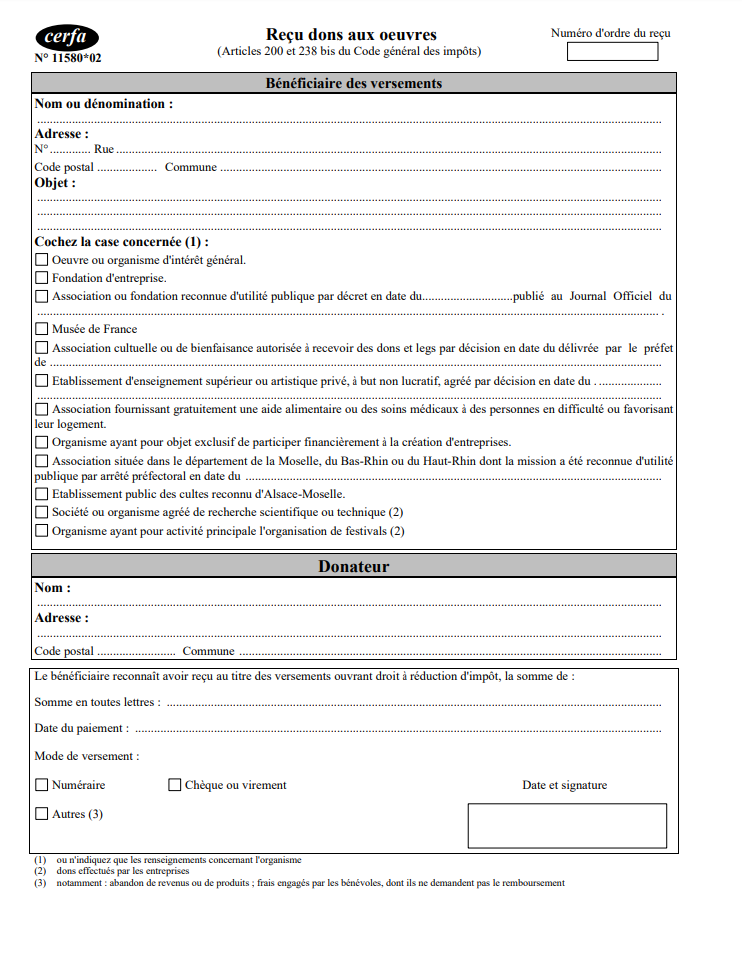 cerfa
N° 11580*02
Reçu dons aux oeuvres
(Articles 200 et 238 bis du Code général des impôts)
Numéro d'ordre du reçu
Bénéficiaire des versements
Nom ou dénomination :
................................................................
Adresse :
N°............. Rue ................................................................
Code postal ................... Commune ................................................................
Objet :
................................................................
................................................................
................................................................
Cochez la case concernée (1) :
Oeuvre ou organisme d'intérêt général.
Fondation d'entreprise.
Association ou fondation reconnue d'utilité publique par décret en date du.............................publié au Journal Officiel du
................................................................ .
Musée de France
Association cultuelle ou de bienfaisance autorisée à recevoir des dons et legs par décision en date du délivrée par le préfet
de ................................................................
Etablissement d'enseignement supérieur ou artistique privé, à but non lucratif, agréé par décision en date du . ....................
................................................................
Association fournissant gratuitement une aide alimentaire ou des soins médicaux à des personnes en difficulté ou favorisant
leur logement.
Organisme ayant pour objet exclusif de participer financièrement à la création d'entreprises.
Association située dans le département de la Moselle, du Bas-Rhin ou du Haut-Rhin dont la mission a été reconnue d'utilité
publique par arrêté préfectoral en date du ................................................................
Etablissement public des cultes reconnu d'Alsace-Moselle.
Société ou organisme agréé de recherche scientifique ou technique (2)
Organisme ayant pour activité principale l'organisation de festivals (2)
Donateur
Nom :
................................................................
Adresse :
................................................................
Code postal ......................... Commune ................................................................
Le bénéficiaire reconnaît avoir reçu au titre des versements ouvrant droit à réduction d'impôt, la somme de :
Somme en toutes lettres : ................................................................
Date du paiement : ................................................................
Mode de versement :
Numéraire Chèque ou virement Date et signature
Autres (3)
(1) ou n'indiquez que les renseignements concernant l'organisme
(2) dons effectués par les entreprises
(3) notamment : abandon de revenus ou de produits ; frais engagés par les bénévoles, dont ils ne demandent pas le remboursement